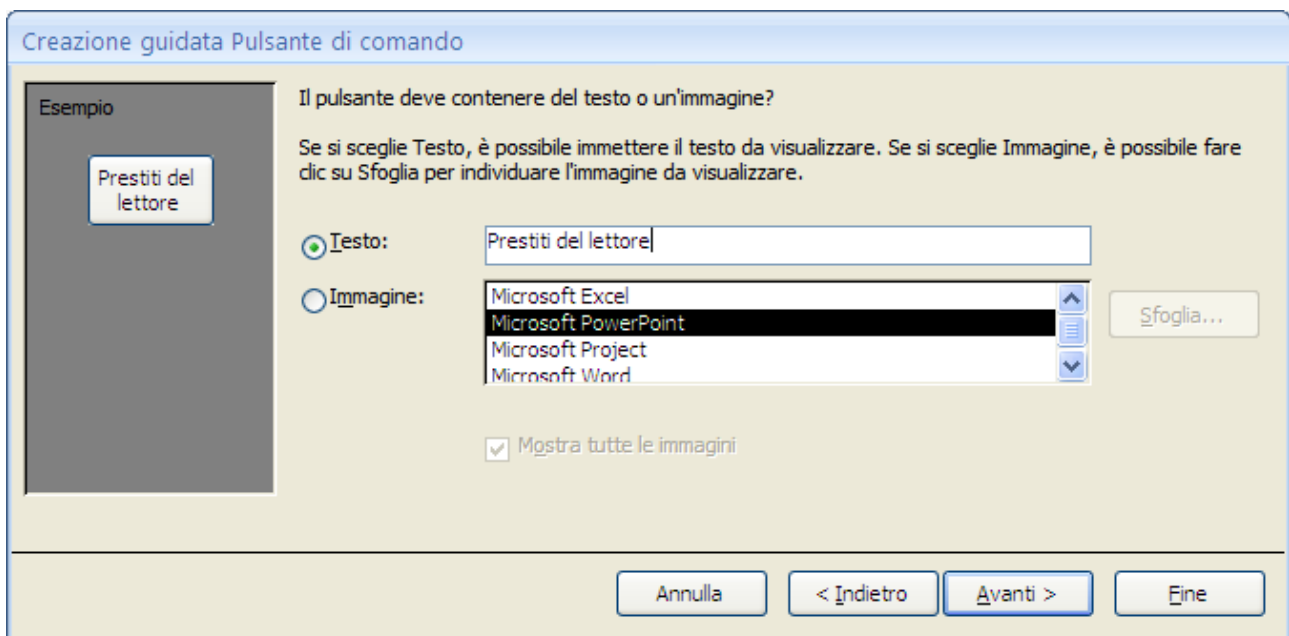 Creazione guidata Pulsante di comando
Esempio
Prestiti del
lettore
Il pulsante deve contenere del testo o un'immagine?
Se si sceglie Testo, è possibile immettere il testo da visualizzare. Se si sceglie Immagine, è possibile fare
clic su Sfoglia per individuare l'immagine da visualizzare.
Testo:
Prestiti del lettore
Immagine:
Microsoft Excel
Microsoft PowerPoint
Microsoft Project
Microsoft Word
Sfoglia...
Mostra tutte le immagini
Annulla
< Indietro
Avanti >
Fine